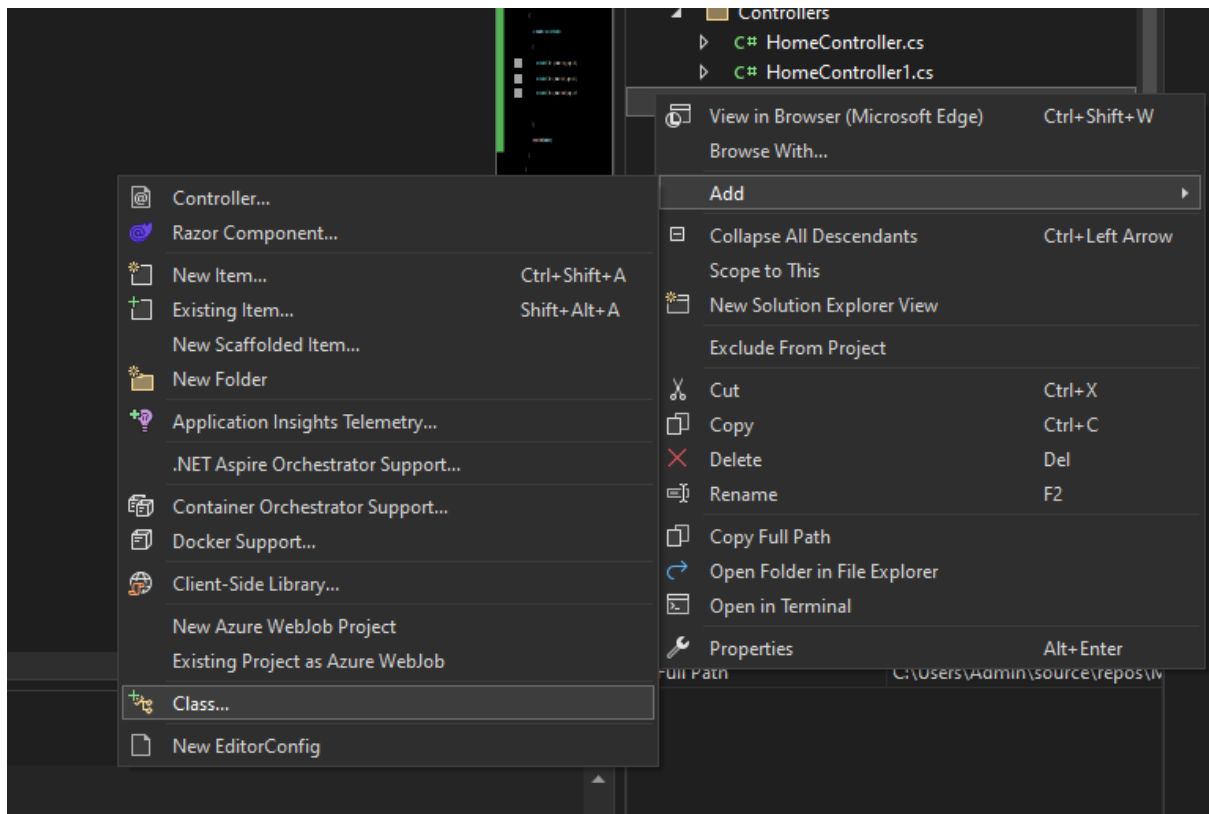 Controllers
C# HomeController.cs
C# HomeController1.cs
View in Browser (Microsoft Edge) Ctrl+Shift+W
Browse With...
Add
Collapse All Descendants Ctrl+Left Arrow
Scope to This
New Solution Explorer View
Exclude From Project
Cut Ctrl+X
Copy Ctrl+C
Delete Del
Rename F2
Copy Full Path
Open Folder in File Explorer
Open in Terminal
Properties Alt+Enter
Full Path C:\Users\Admin\source\repos\M
Controller...
Razor Component...
New Item... Ctrl+Shift+A
Existing Item... Shift+Alt+A
New Scaffolded Item...
New Folder
Application Insights Telemetry...
.NET Aspire Orchestrator Support...
Container Orchestrator Support...
Docker Support...
Client-Side Library...
New Azure WebJob Project
Existing Project as Azure WebJob
Class...
New EditorConfig